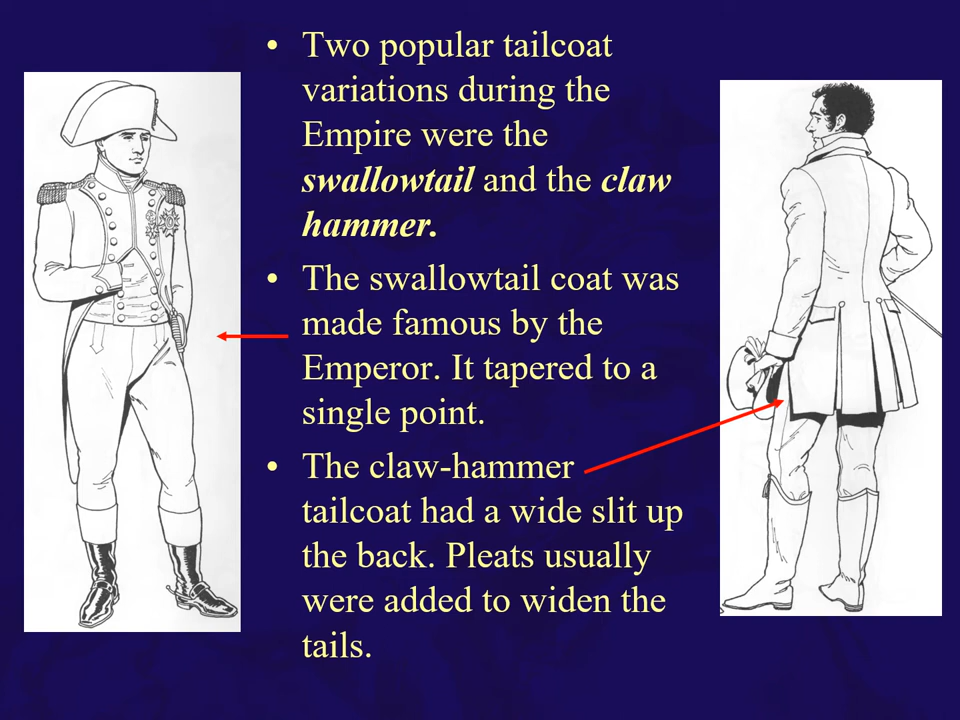 • Two popular tailcoat
variations during the
Empire were the
swallowtail and the claw
hammer.
• The swallowtail coat was
made famous by the
Emperor. It tapered to a
single point.
• The claw-hammer
tailcoat had a wide slit up
the back. Pleats usually
were added to widen the
tails.